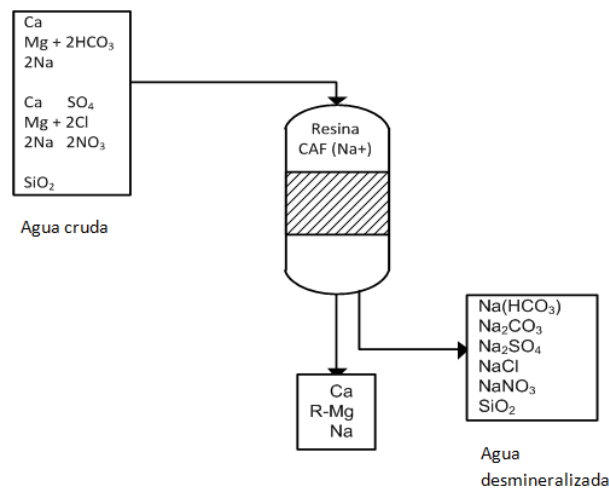 Ca
Mg + 2HCO₃
2Na
Ca SO₄
Mg + 2Cl
2Na 2NO₃
SiO₂
Agua cruda
Resina
CAF (Na+)
Ca
R-Mg
Na
Na(HCO₃)
Na₂CO₃
Na₂SO₄
NaCl
NaNO₃
SiO₂
Agua
desmineralizada